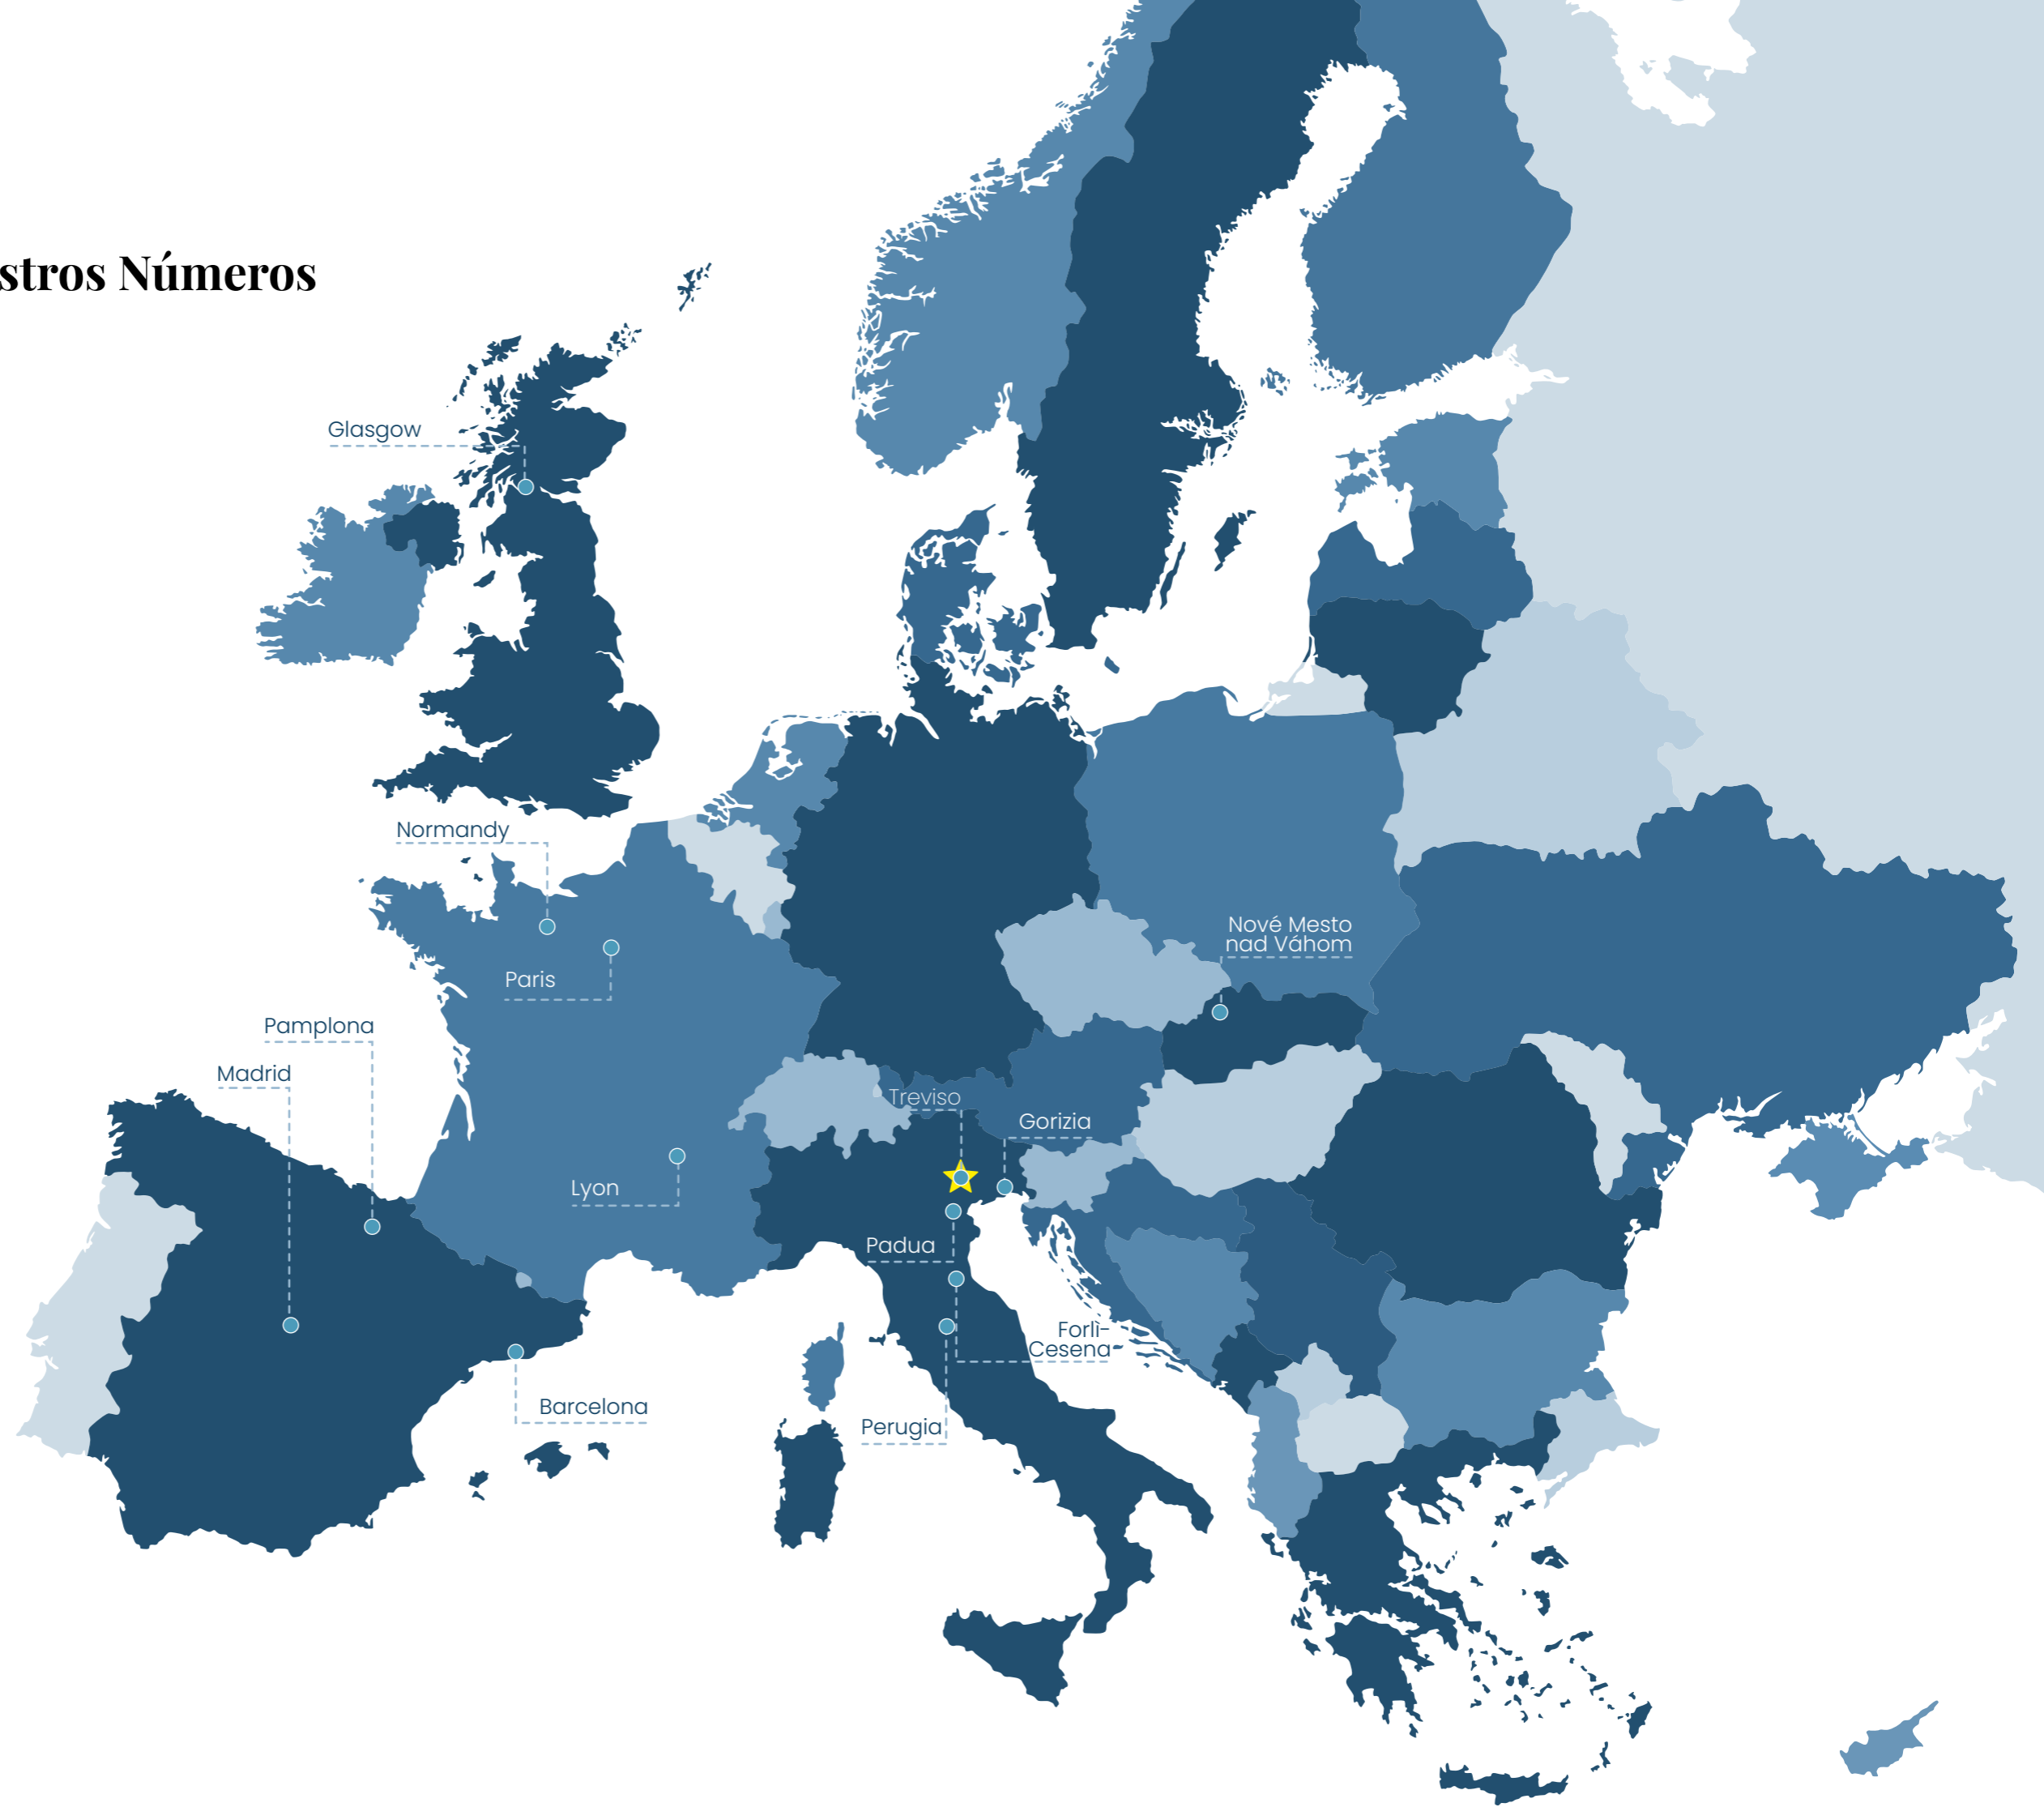 stros Números
Glasgow
Normandy
Nové Mesto
nad Váhom
Paris
Pamplona
Madrid
Treviso
Gorizia
Lyon
Padua
Forlì-
Cesena
Barcelona
Perugia